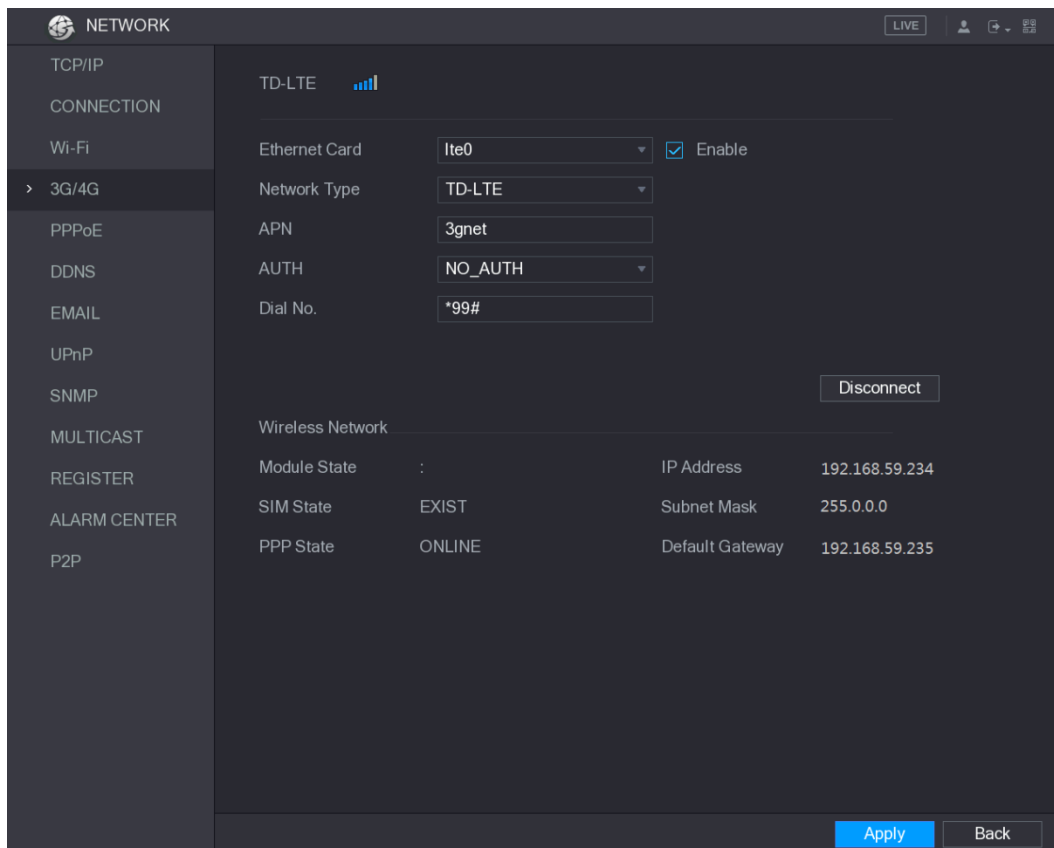 NETWORK
LIVE
TCP/IP
CONNECTION
Wi-Fi
3G/4G
PPPoE
DDNS
EMAIL
UPnP
SNMP
MULTICAST
REGISTER
ALARM CENTER
P2P
TD-LTE
Ethernet Card lte0 Enable
Network Type TD-LTE
APN 3gnet
AUTH NO_AUTH
Dial No. *99#
Disconnect
Wireless Network
Module State : IP Address 192.168.59.234
SIM State EXIST Subnet Mask 255.0.0.0
PPP State ONLINE Default Gateway 192.168.59.235
Apply Back